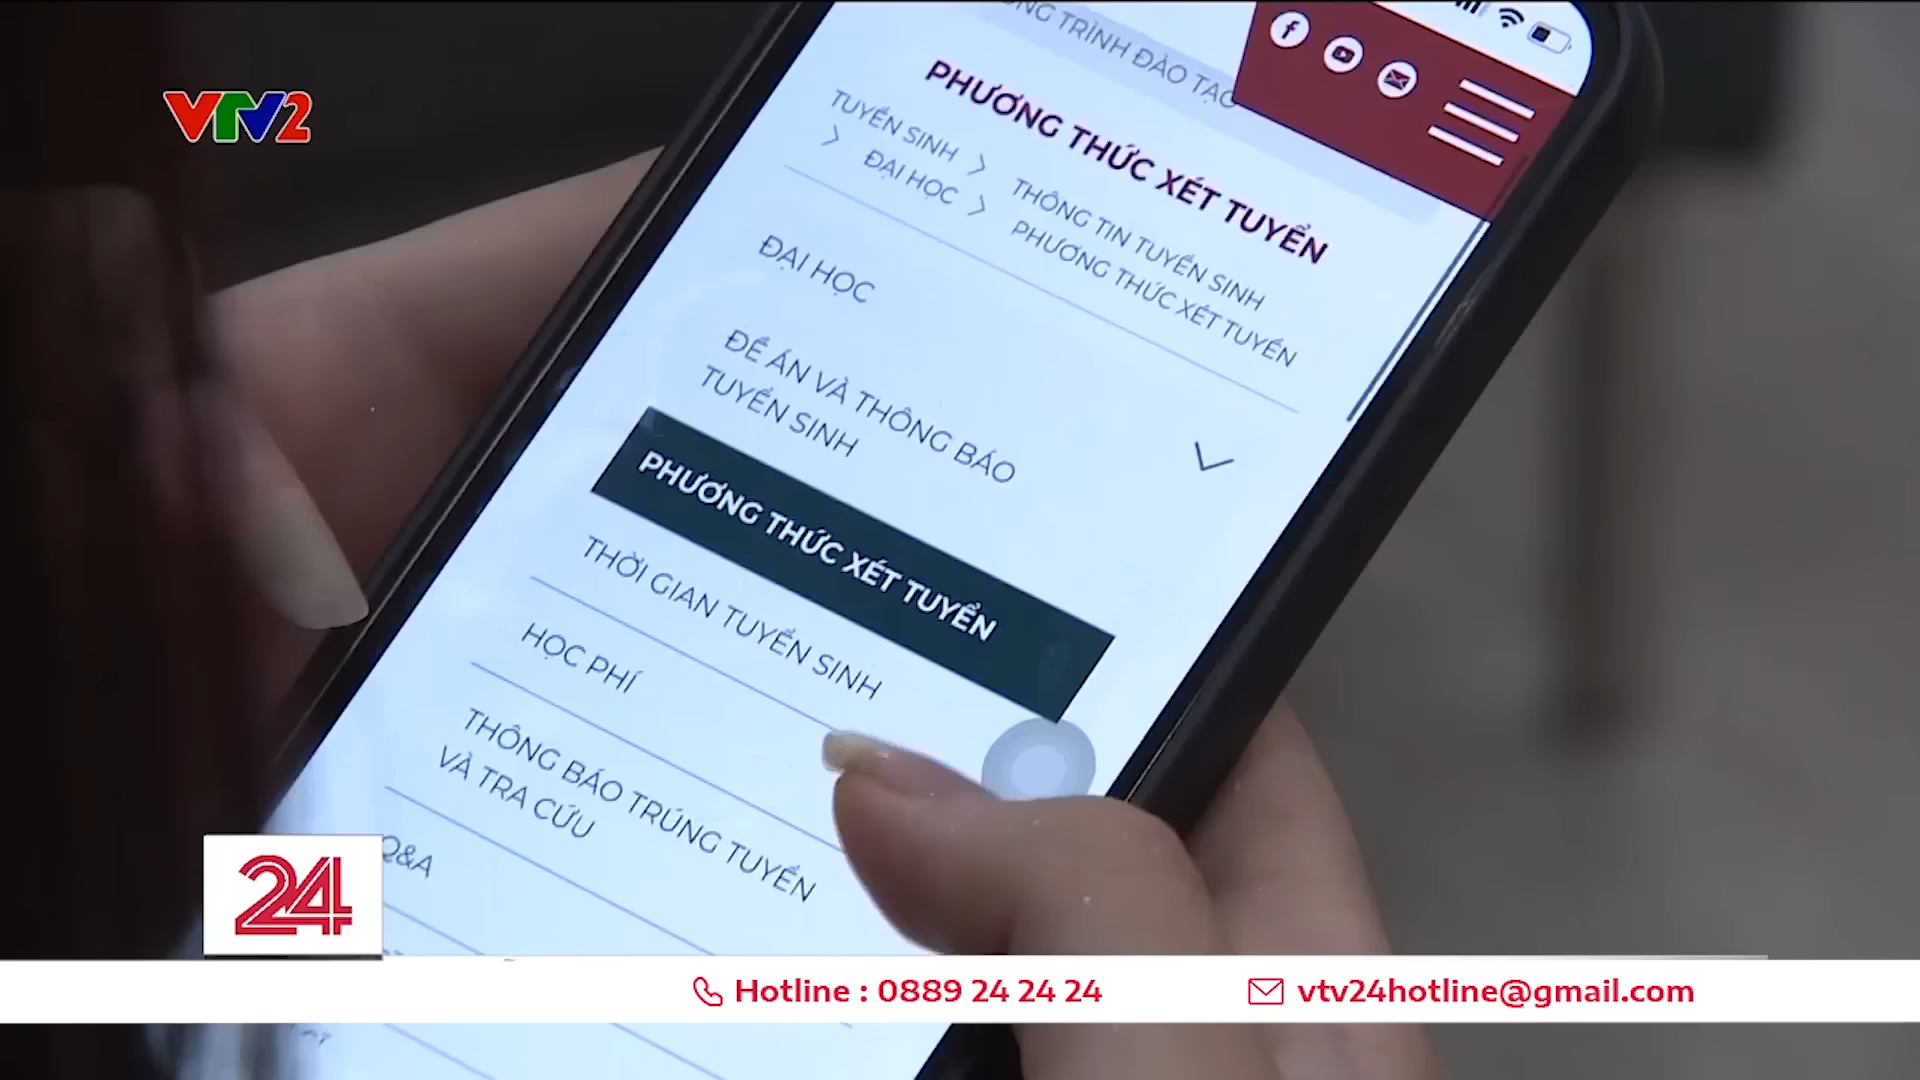 VTV2
CHƯƠNG TRÌNH ĐÀO TẠO
PHƯƠNG THỨC XÉT TUYỂN
TUYỂN SINH > THÔNG TIN TUYỂN SINH
> ĐẠI HỌC > PHƯƠNG THỨC XÉT TUYỂN
ĐẠI HỌC
ĐỀ ÁN VÀ THÔNG BÁO
TUYỂN SINH
PHƯƠNG THỨC XÉT TUYỂN
THỜI GIAN TUYỂN SINH
HỌC PHÍ
THÔNG BÁO TRÚNG TUYỂN
VÀ TRA CỨU
Q&A
24
Hotline : 0889 24 24 24
vtv24hotline@gmail.com